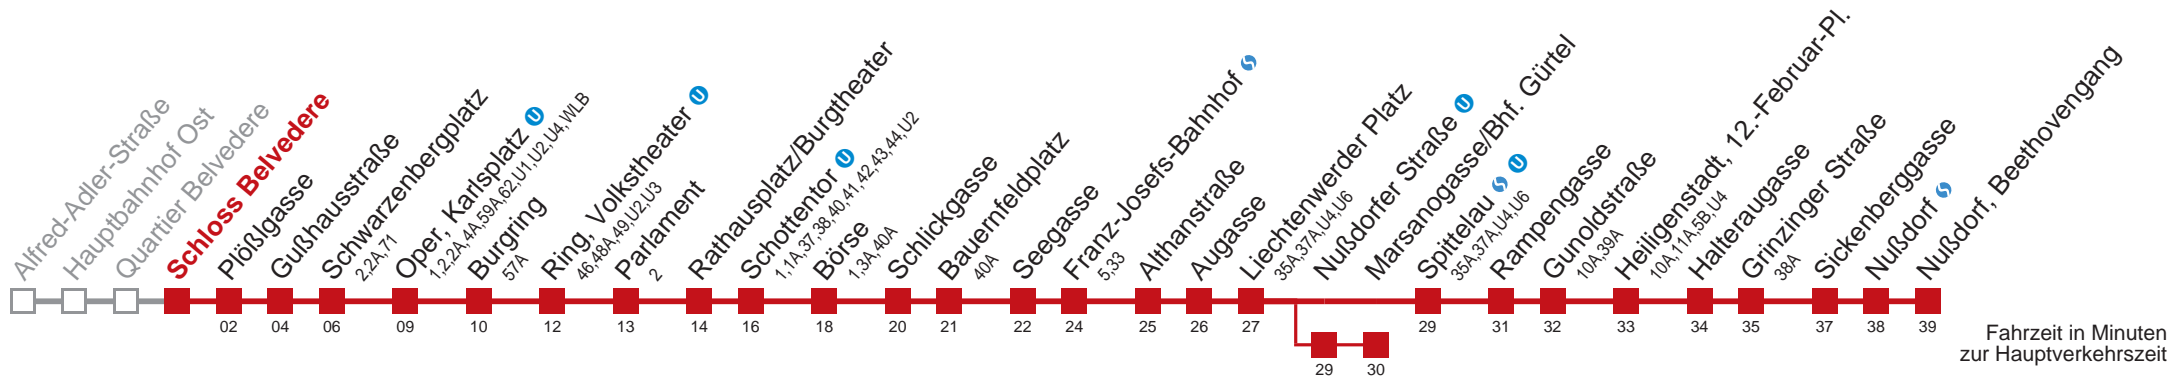 Alfred-Adler-Straße
Hauptbahnhof Ost
Quartier Belvedere
Schloss Belvedere
Plößlgasse
Gußhausstraße
Schwarzenbergplatz
2,2A,71
Oper, Karlsplatz U
1,2,2A,4A,59A,62,U1,U2,U4,WLB
Burgring
57A
Ring, Volkstheater U
46,48A,49,U2,U3
Parlament
2
Rathausplatz/Burgtheater
Schottentor U
1,1A,37,38,40,41,42,43,44,U2
Börse
1,3A,40A
Schlickgasse
Bauernfeldplatz
40A
Seegasse
Franz-Josefs-Bahnhof S
5,33
Althanstraße
Augasse
Liechtenwerder Platz
35A,37A,U4,U6
Nußdorfer Straße U
Marsanogasse/Bhf. Gürtel
Spittelau S U
35A,37A,U4,U6
Rampengasse
Gunoldstraße
10A,39A
Heiligenstadt, 12.-Februar-Pl.
10A,11A,5B,U4
Halteraugasse
Grinzinger Straße
38A
Sickenberggasse
Nußdorf S
Nußdorf, Beethovengang
02 04 06 09 10 12 13 14 16 18 20 21 22 24 25 26 27 29 31 32 33 34 35 37 38 39
29 30
Fahrzeit in Minuten
zur Hauptverkehrszeit